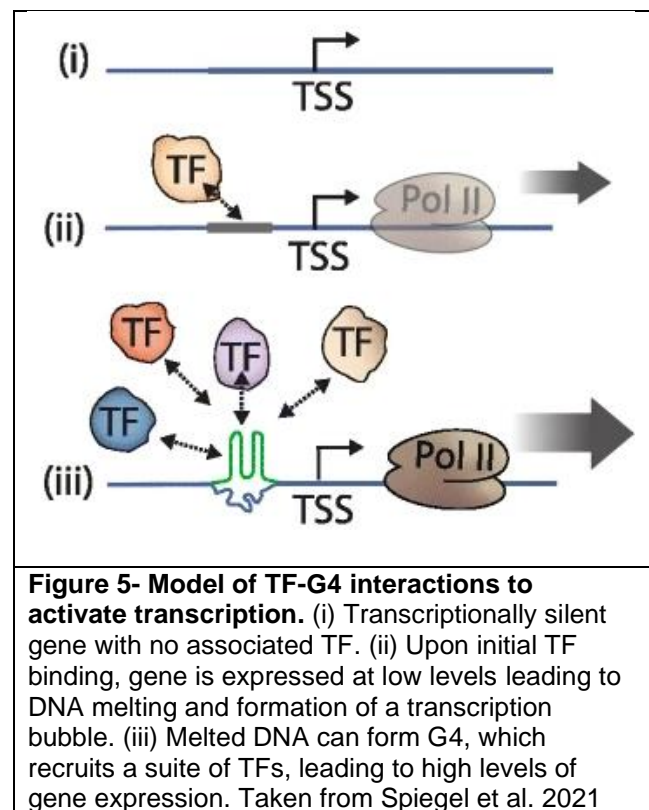 (i)
TSS
TF
(ii)
TSS
Pol II
TF
TF
TF
TF
(iii)
TSS
Pol II
Figure 5- Model of TF-G4 interactions to
activate transcription. (i) Transcriptionally silent
gene with no associated TF. (ii) Upon initial TF
binding, gene is expressed at low levels leading to
DNA melting and formation of a transcription
bubble. (iii) Melted DNA can form G4, which
recruits a suite of TFs, leading to high levels of
gene expression. Taken from Spiegel et al. 2021